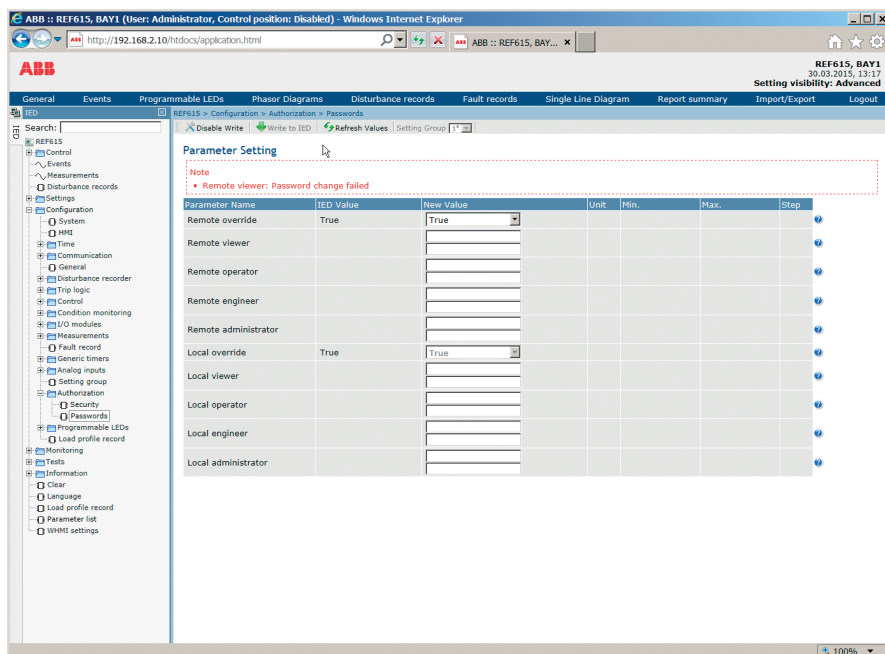 ABB :: REF615, BAY1 (User: Administrator, Control position: Disabled) - Windows Internet Explorer
http://192.168.2.10/htdocs/application.html
ABB :: REF615, BAY...
ABB
REF615, BAY1
30.03.2015, 13:17
Setting visibility: Advanced
General Events Programmable LEDs Phasor Diagrams Disturbance records Fault records Single Line Diagram Report summary Import/Export Logout
IED
IED
REF615 > Configuration > Authorization > Passwords
Search:
Disable Write Write to IED Refresh Values Setting Group 1*
REF615
Control
Events
Measurements
Disturbance records
Settings
Configuration
System
HMI
Time
Communication
General
Disturbance recorder
Trip logic
Control
Condition monitoring
I/O modules
Measurements
Fault record
Generic timers
Analog inputs
Setting group
Authorization
Security
Passwords
Programmable LEDs
Load profile record
Monitoring
Tests
Information
Clear
Language
Load profile record
Parameter list
WHMI settings
Parameter Setting
Note
• Remote viewer: Password change failed
Parameter Name IED Value New Value Unit Min. Max. Step
Remote override True True
Remote viewer
Remote operator
Remote engineer
Remote administrator
Local override True True
Local viewer
Local operator
Local engineer
Local administrator
100%